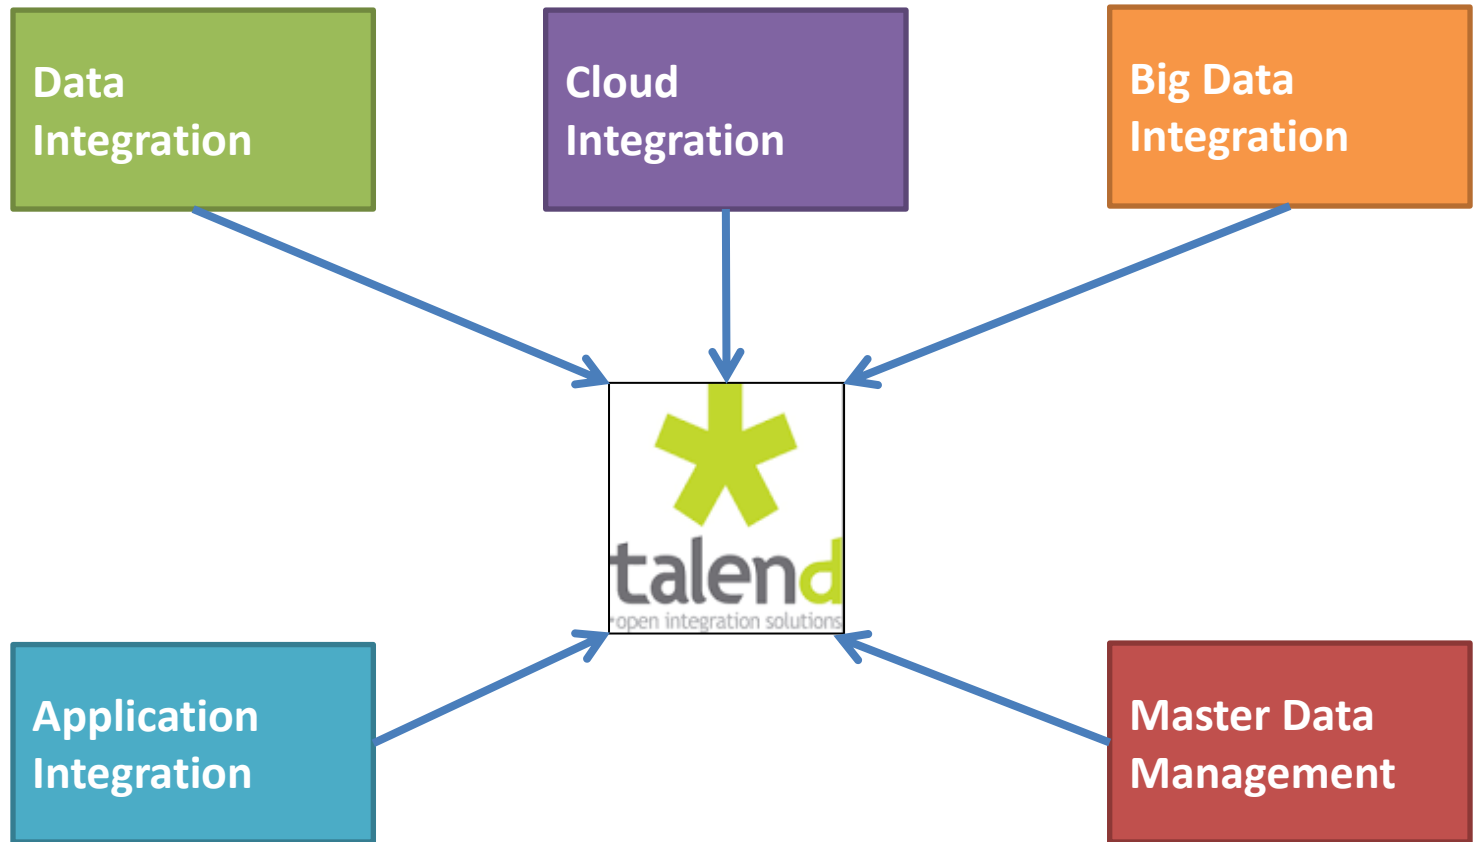 Data
Integration
Cloud
Integration
Big Data
Integration
talend
*open integration solutions
Application
Integration
Master Data
Management